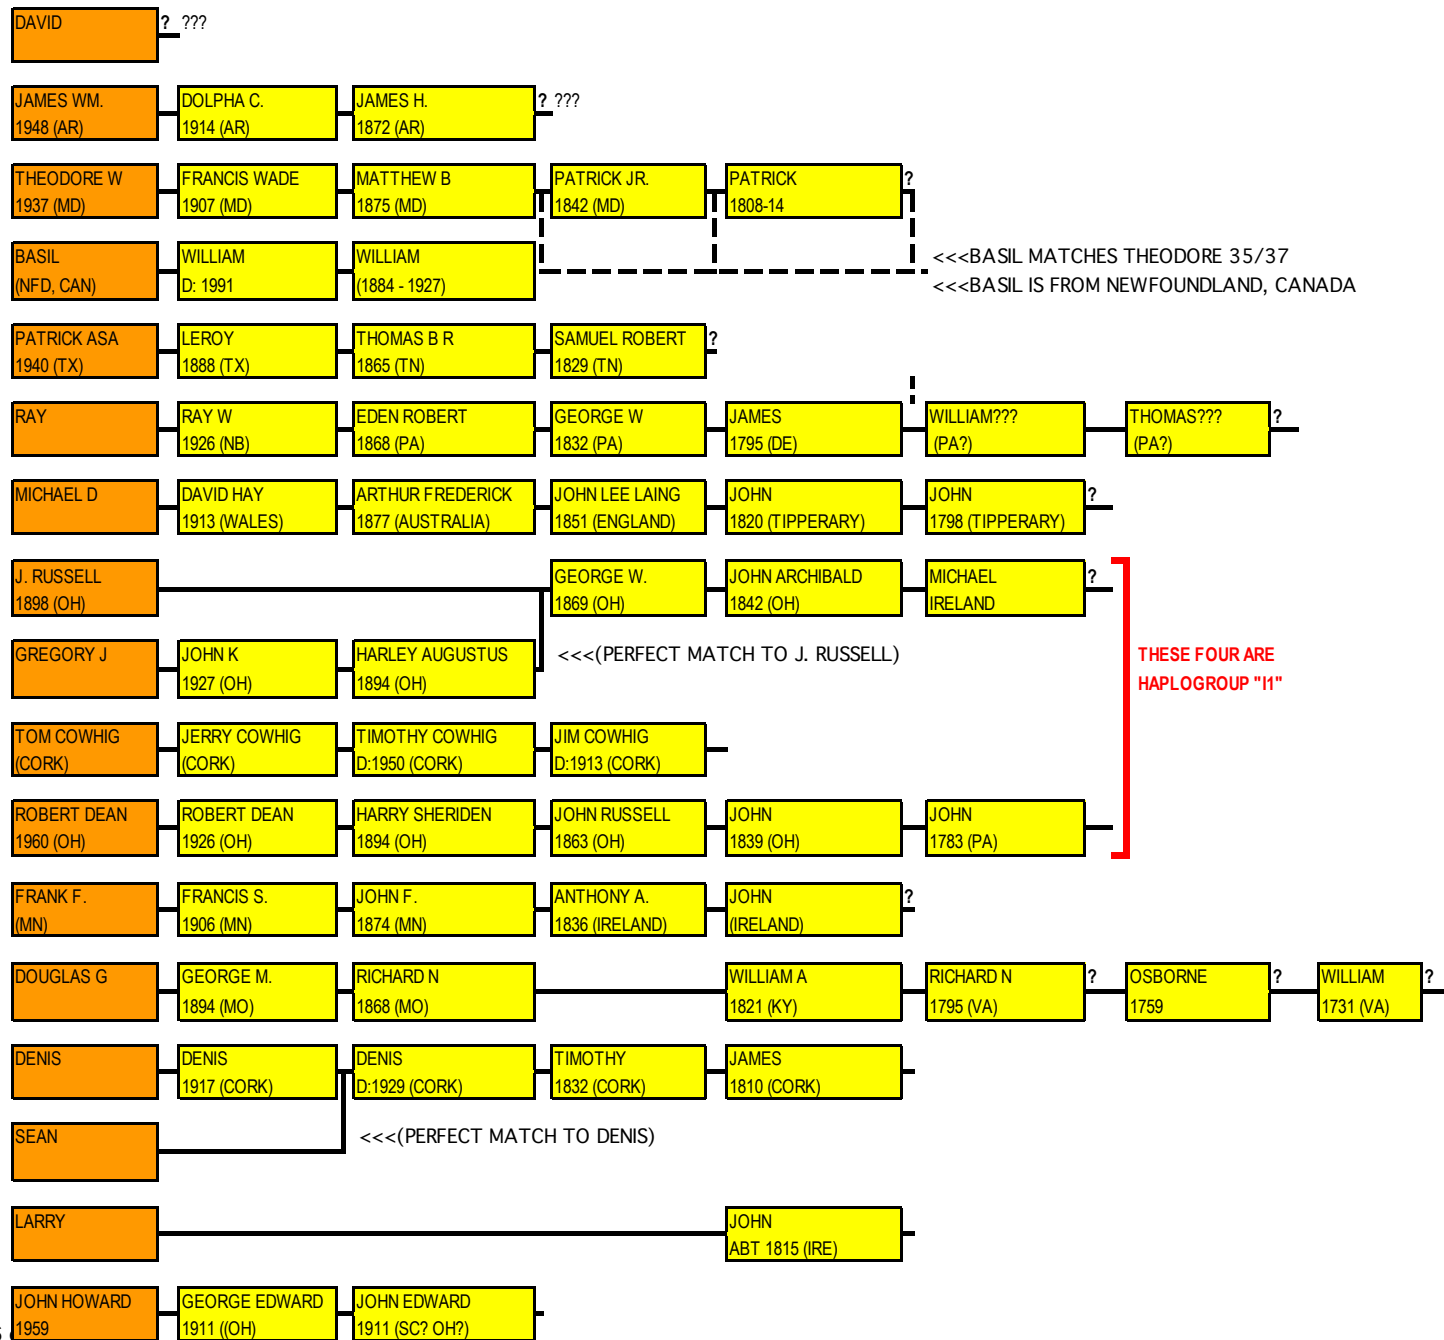 DAVID ? ???
JAMES WM. DOLPHA C. JAMES H. ? ???
1948 (AR) 1914 (AR) 1872 (AR)
THEODORE W FRANCIS WADE MATTHEW B PATRICK JR. PATRICK ?
1937 (MD) 1907 (MD) 1875 (MD) 1842 (MD) 1808-14
BASIL WILLIAM WILLIAM <<<BASIL MATCHES THEODORE 35/37
(NFD, CAN) D: 1991 (1884 - 1927) <<<BASIL IS FROM NEWFOUNDLAND, CANADA
PATRICK ASA LEROY THOMAS B R SAMUEL ROBERT ?
1940 (TX) 1888 (TX) 1865 (TN) 1829 (TN)
RAY RAY W EDEN ROBERT GEORGE W JAMES WILLIAM??? THOMAS??? ?
1926 (NB) 1868 (PA) 1832 (PA) 1795 (DE) (PA?) (PA?)
MICHAEL D DAVID HAY ARTHUR FREDERICK JOHN LEE LAING JOHN JOHN ?
1913 (WALES) 1877 (AUSTRALIA) 1851 (ENGLAND) 1820 (TIPPERARY) 1798 (TIPPERARY)
J. RUSSELL GEORGE W. JOHN ARCHIBALD MICHAEL ?
1898 (OH) 1869 (OH) 1842 (OH) IRELAND
GREGORY J JOHN K HARLEY AUGUSTUS <<<(PERFECT MATCH TO J. RUSSELL) THESE FOUR ARE
1927 (OH) 1894 (OH) HAPLOGROUP "I1"
TOM COWHIG JERRY COWHIG TIMOTHY COWHIG JIM COWHIG
(CORK) (CORK) D:1950 (CORK) D:1913 (CORK)
ROBERT DEAN ROBERT DEAN HARRY SHERIDEN JOHN RUSSELL JOHN JOHN
1960 (OH) 1926 (OH) 1894 (OH) 1863 (OH) 1839 (OH) 1783 (PA)
FRANK F. FRANCIS S. JOHN F. ANTHONY A. JOHN ?
(MN) 1906 (MN) 1874 (MN) 1836 (IRELAND) (IRELAND)
DOUGLAS G GEORGE M. RICHARD N WILLIAM A RICHARD N ? OSBORNE ? WILLIAM ?
1894 (MO) 1868 (MO) 1821 (KY) 1795 (VA) 1759 1731 (VA)
DENIS DENIS DENIS TIMOTHY JAMES
1917 (CORK) D:1929 (CORK) 1832 (CORK) 1810 (CORK)
SEAN <<<(PERFECT MATCH TO DENIS)
LARRY JOHN
ABT 1815 (IRE)
JOHN HOWARD GEORGE EDWARD JOHN EDWARD
1959 1911 ((OH) 1911 (SC? OH?)